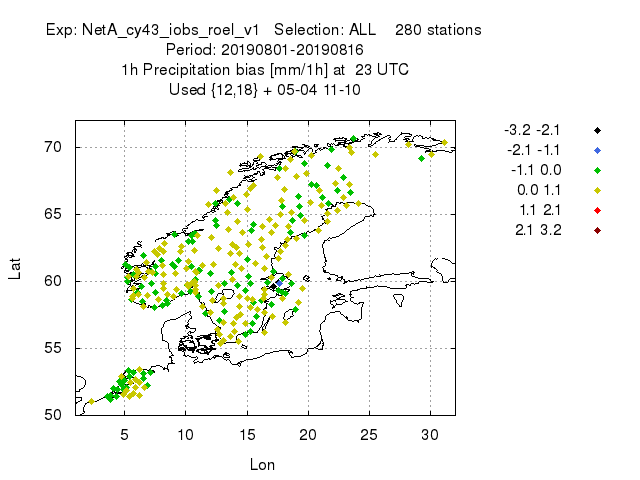 Exp: NetA_cy43_iobs_roel_v1 Selection: ALL 280 stations
Period: 20190801-20190816
1h Precipitation bias [mm/1h] at 23 UTC
Used {12,18} + 05-04 11-10
-3.2 -2.1
-2.1 -1.1
-1.1 0.0
0.0 1.1
1.1 2.1
2.1 3.2
70
65
60
55
50
Lat
5 10 15 20 25 30
Lon